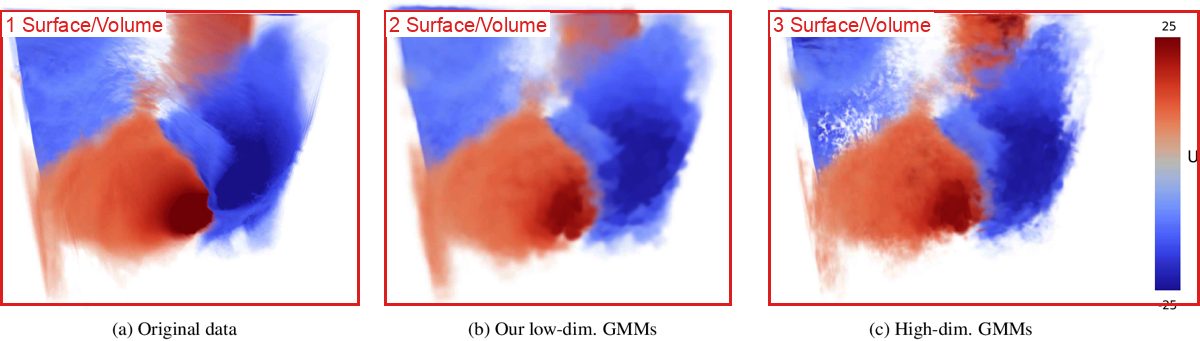 1 Surface/Volume
2 Surface/Volume
3 Surface/Volume
25
U
-25
(a) Original data
(b) Our low-dim. GMMs
(c) High-dim. GMMs